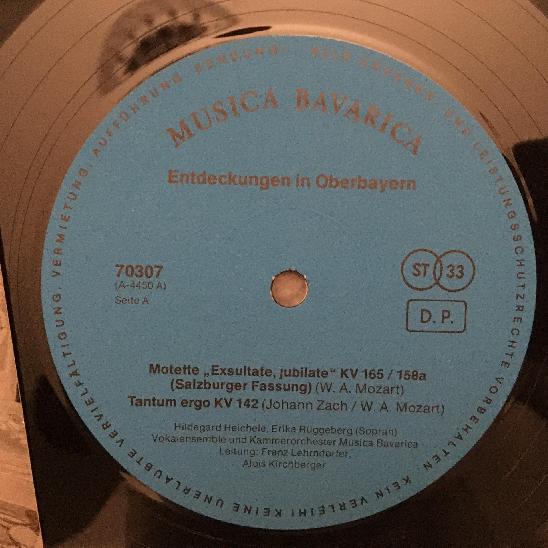 MUSICA BAVARICA
Entdeckungen in Oberbayern
70307
(A-4450 A)
Seite A
ST 33
D. P.
Motette „Exsultate, jubilate“ KV 165 / 158a
(Salzburger Fassung) (W. A. Mozart)
Tantum ergo KV 142 (Johann Zach / W. A. Mozart)
Hildegard Heichele, Erika Rüggeberg (Sopran)
Vokalensemble und Kammerorchester Musica Bavarica
Leitung: Franz Lehrndorfer,
Alois Kirchberger
LEISTUNGSSCHUTZRECHTE VORBEHALTEN. KEIN VERLEIH! KEINE UNERLAUBTE VERVIELFÄLTIGUNG, VERMIETUNG, AUFFÜHRUNG, SENDUNG!